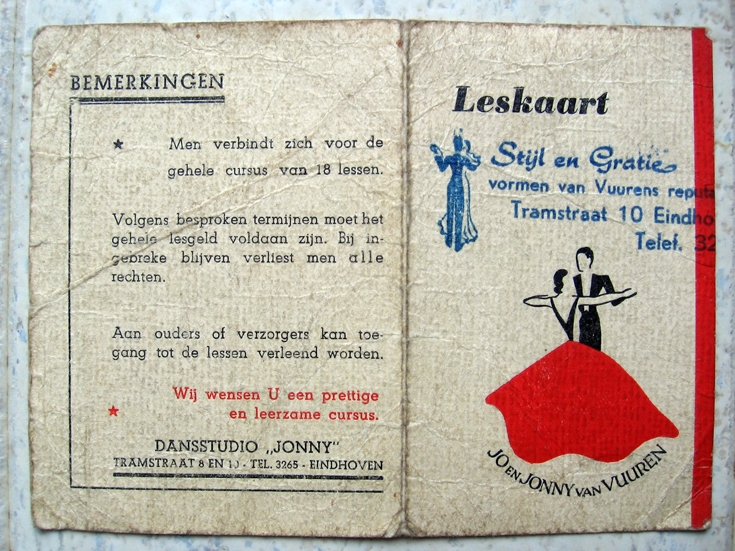 BEMERKINGEN
Men verbindt zich voor de
gehele cursus van 18 lessen.
Volgens besproken termijnen moet het
gehele lesgeld voldaan zijn. Bij in-
gebreke blijven verliest men alle
rechten.
Aan ouders of verzorgers kan toe-
gang tot de lessen verleend worden.
Wij wensen U een prettige
en leerzame cursus.
DANSSTUDIO „JONNY"
TRAMSTRAAT 8 EN 10 - TEL. 3265 - EINDHOVEN
Leskaart
Stijl en Gratie
vormen van Vuurens reputa
Tramstraat 10 Eindho
Telef. 32
JO EN JONNY VAN VUUREN